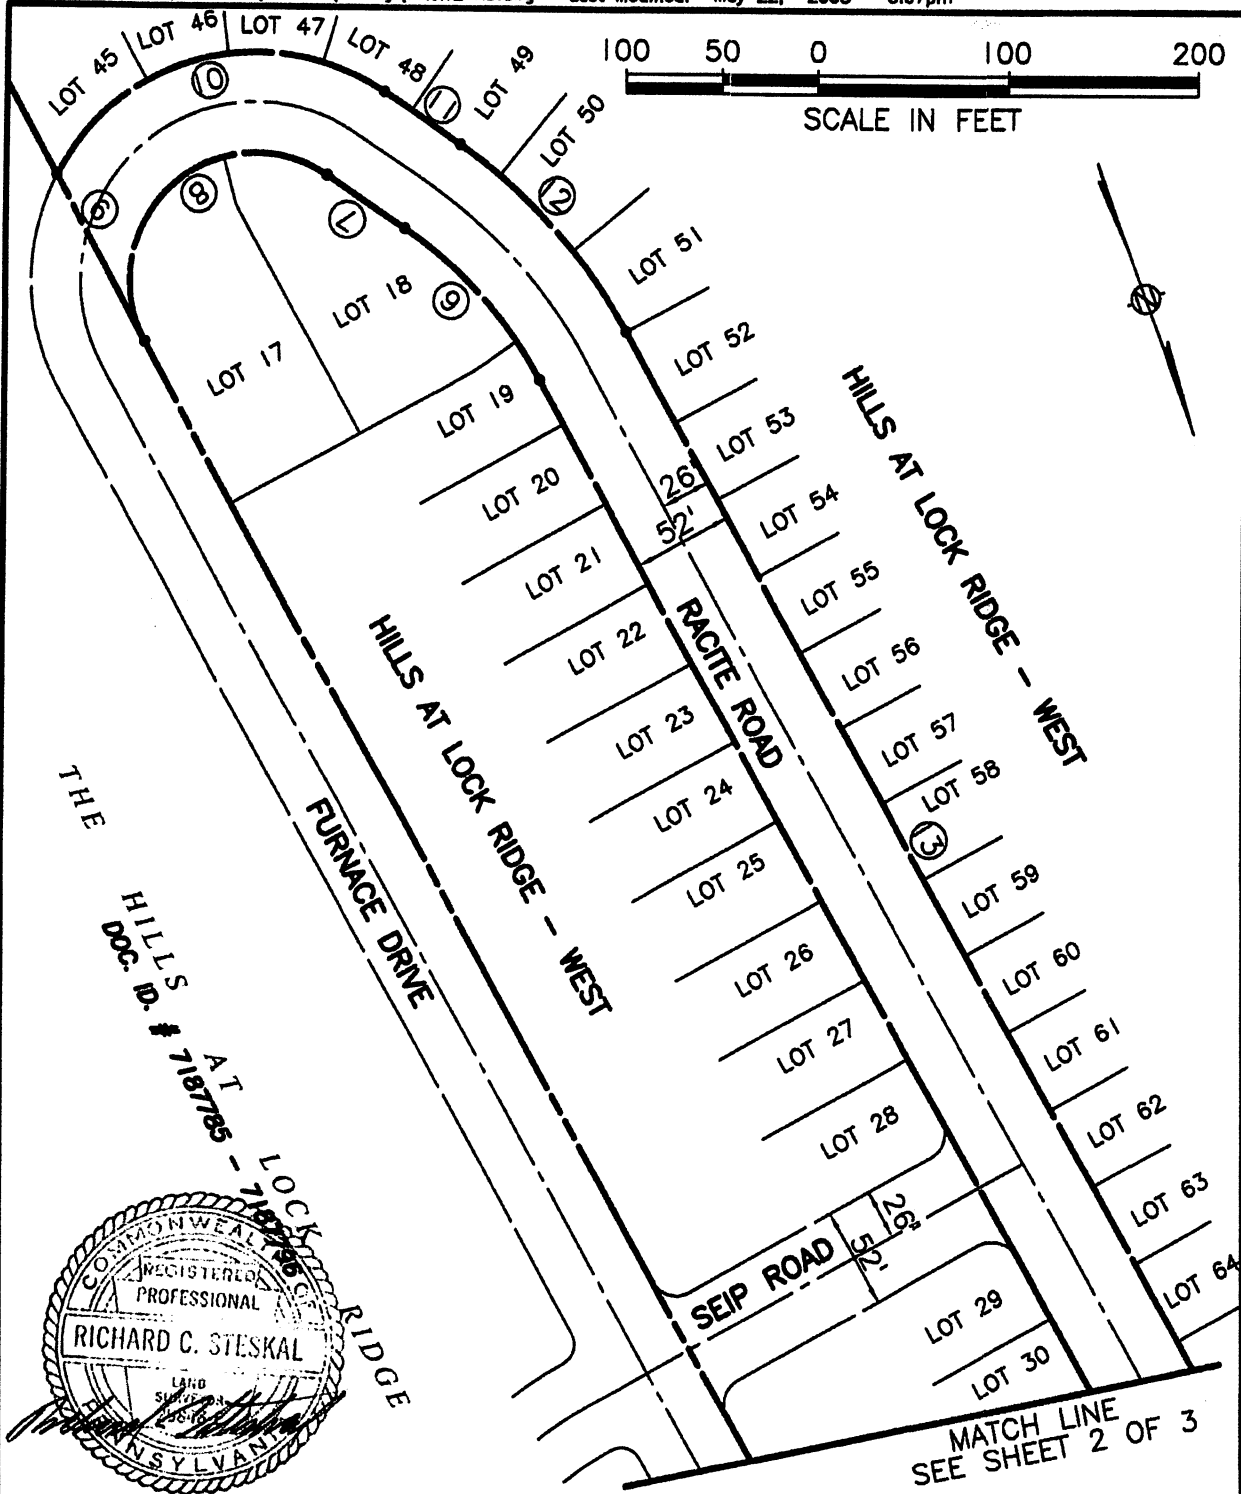 Last modified: May 22, 2008
100 50 0 100 200
SCALE IN FEET
LOT 45
LOT 46
LOT 47
LOT 48
LOT 49
LOT 50
LOT 51
LOT 52
LOT 53
LOT 54
LOT 55
LOT 56
LOT 57
LOT 58
LOT 59
LOT 60
LOT 61
LOT 62
LOT 63
LOT 64
10
11
12
13
9
8
7
6
N
LOT 17
LOT 18
LOT 19
LOT 20
LOT 21
LOT 22
LOT 23
LOT 24
LOT 25
LOT 26
LOT 27
LOT 28
LOT 29
LOT 30
26'
52'
RACITE ROAD
HILLS AT LOCK RIDGE - WEST
HILLS AT LOCK RIDGE - WEST
FURNACE DRIVE
THE HILLS AT LOCK RIDGE
DOC. ID. # 7187785 - 7187796
SEIP ROAD
26'
52'
COMMONWEALTH OF
REGISTERED
PROFESSIONAL
RICHARD C. STESKAL
LAND
SURVEYOR
PENNSYLVANIA
MATCH LINE
SEE SHEET 2 OF 3